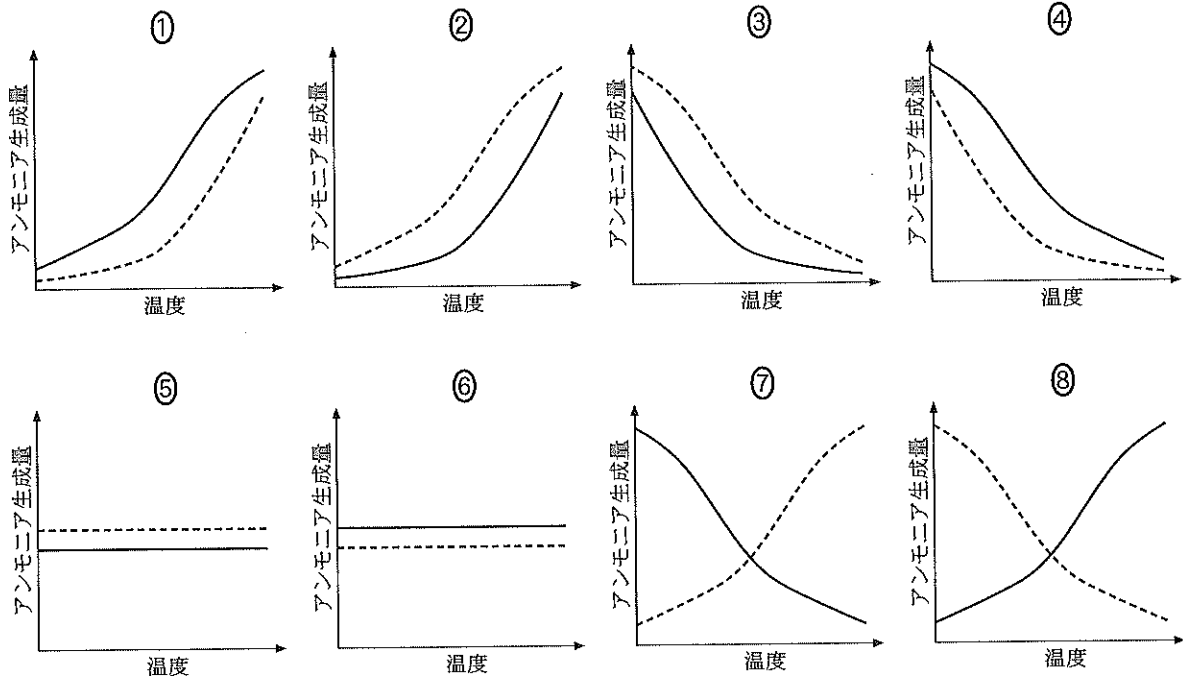 ①
アンモニア生成量
温度
②
アンモニア生成量
温度
③
アンモニア生成量
温度
④
アンモニア生成量
温度
⑤
アンモニア生成量
温度
⑥
アンモニア生成量
温度
⑦
アンモニア生成量
温度
⑧
アンモニア生成量
温度